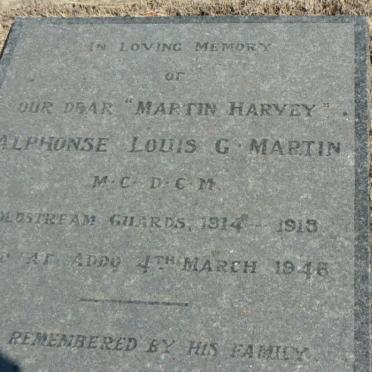 IN LOVING MEMORY
OF
OUR DEAR "MARTIN HARVEY"
ALPHONSE LOUIS G. MARTIN
M.C. D.C.M
OLDSTREAM GUARDS, 1914 - 1918
AT ADDO 4TH MARCH 1946
REMEMBERED BY HIS FAMILY